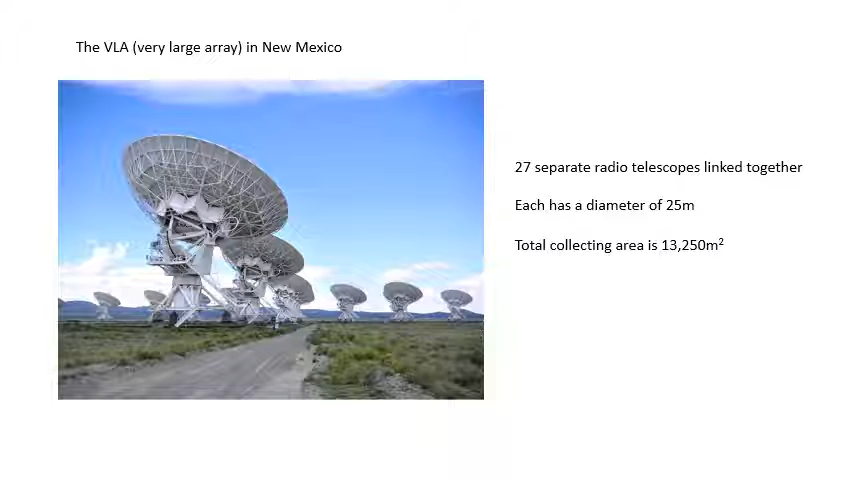 The VLA (very large array) in New Mexico
27 separate radio telescopes linked together
Each has a diameter of 25m
Total collecting area is 13,250m²